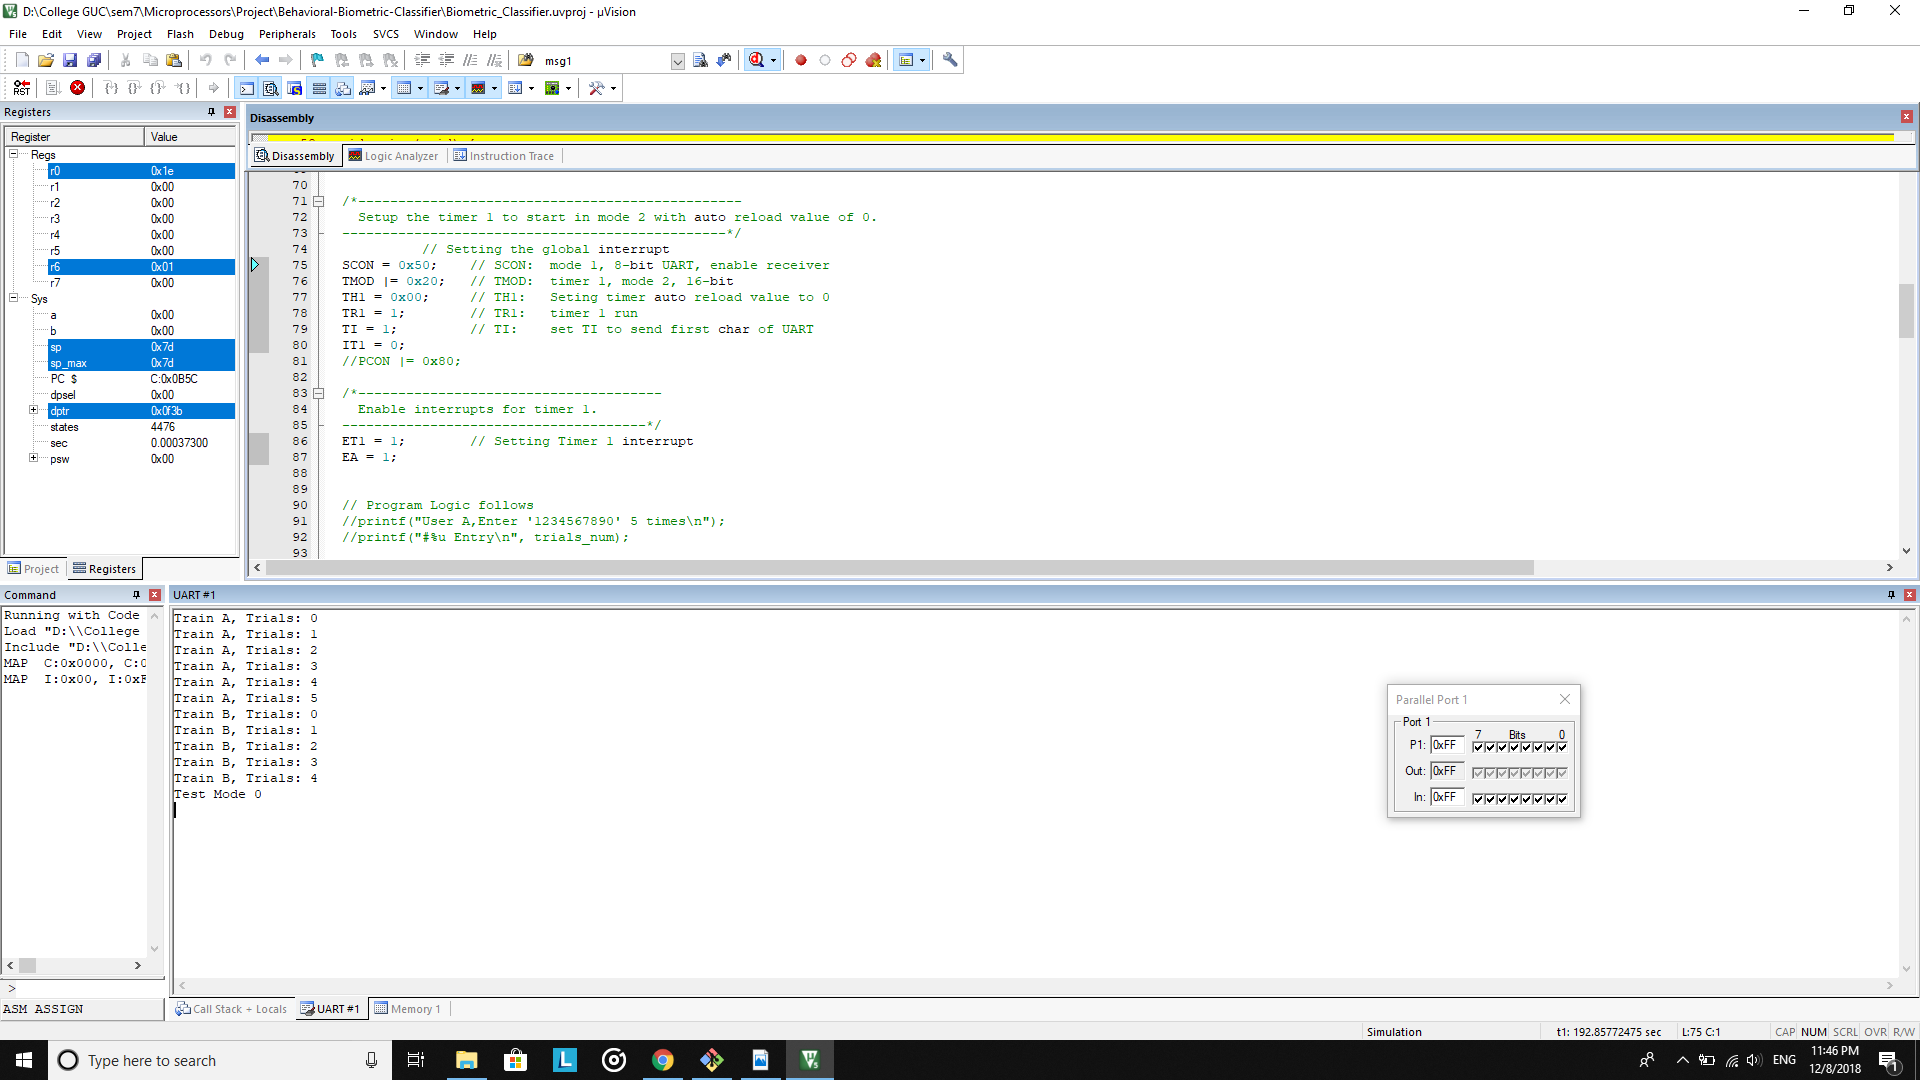 D:\College GUC\sem7\Microprocessors\Project\Behavioral-Biometric-Classifier\Biometric_Classifier.uvproj - µVision
File Edit View Project Flash Debug Peripherals Tools SVCS Window Help
msg1
RST
Registers
Register Value
Regs
r0 0x1e
r1 0x00
r2 0x00
r3 0x00
r4 0x00
r5 0x00
r6 0x01
r7 0x00
Sys
a 0x00
b 0x00
sp 0x7d
sp_max 0x7d
PC $ C:0x0B5C
dpsel 0x00
dptr 0x0f3b
states 4476
sec 0.00037300
psw 0x00
Project Registers
Disassembly
Disassembly Logic Analyzer Instruction Trace
70
71 /*------------------------------------------------
72 Setup the timer 1 to start in mode 2 with auto reload value of 0.
73 ------------------------------------------------*/
74 // Setting the global interrupt
75 SCON = 0x50; // SCON: mode 1, 8-bit UART, enable receiver
76 TMOD |= 0x20; // TMOD: timer 1, mode 2, 16-bit
77 TH1 = 0x00; // TH1: Seting timer auto reload value to 0
78 TR1 = 1; // TR1: timer 1 run
79 TI = 1; // TI: set TI to send first char of UART
80 IT1 = 0;
81 //PCON |= 0x80;
82
83 /*--------------------------------------
84 Enable interrupts for timer 1.
85 --------------------------------------*/
86 ET1 = 1; // Setting Timer 1 interrupt
87 EA = 1;
88
89
90 // Program Logic follows
91 //printf("User A,Enter '1234567890' 5 times\n");
92 //printf("#%u Entry\n", trials_num);
93
Command
Running with Code
Load "D:\\College
Include "D:\\Colle
MAP C:0x0000, C:0
MAP I:0x00, I:0xF
>
ASM ASSIGN
UART #1
Train A, Trials: 0
Train A, Trials: 1
Train A, Trials: 2
Train A, Trials: 3
Train A, Trials: 4
Train A, Trials: 5
Train B, Trials: 0
Train B, Trials: 1
Train B, Trials: 2
Train B, Trials: 3
Train B, Trials: 4
Test Mode 0
Parallel Port 1
Port 1
7 Bits 0
P1: 0xFF
Out: 0xFF
In: 0xFF
Call Stack + Locals UART #1 Memory 1
Simulation t1: 192.85772475 sec L:75 C:1 CAP NUM SCRL OVR R/W
Type here to search
L
ENG
11:46 PM
12/8/2018
1